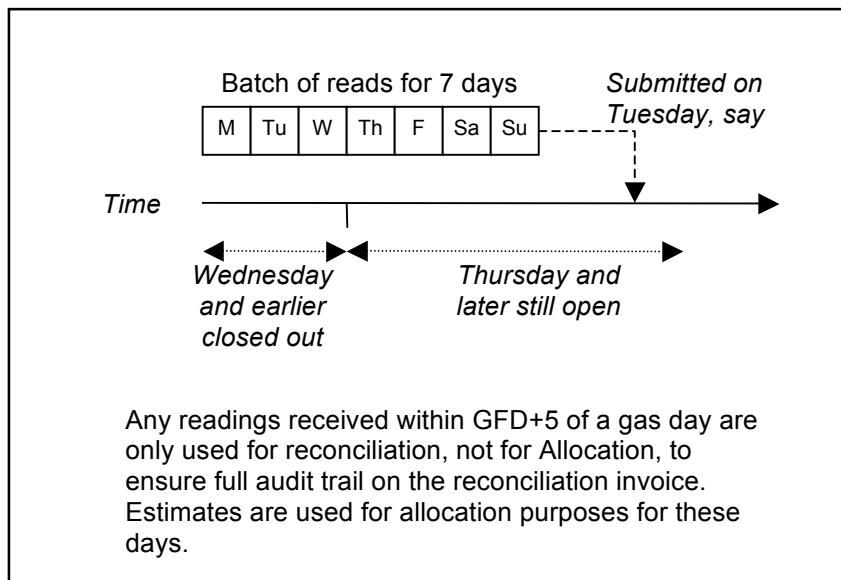 Batch of reads for 7 days
Submitted on
Tuesday, say
M Tu W Th F Sa Su
Time
Wednesday
and earlier
closed out
Thursday and
later still open
Any readings received within GFD+5 of a gas day are
only used for reconciliation, not for Allocation, to
ensure full audit trail on the reconciliation invoice.
Estimates are used for allocation purposes for these
days.